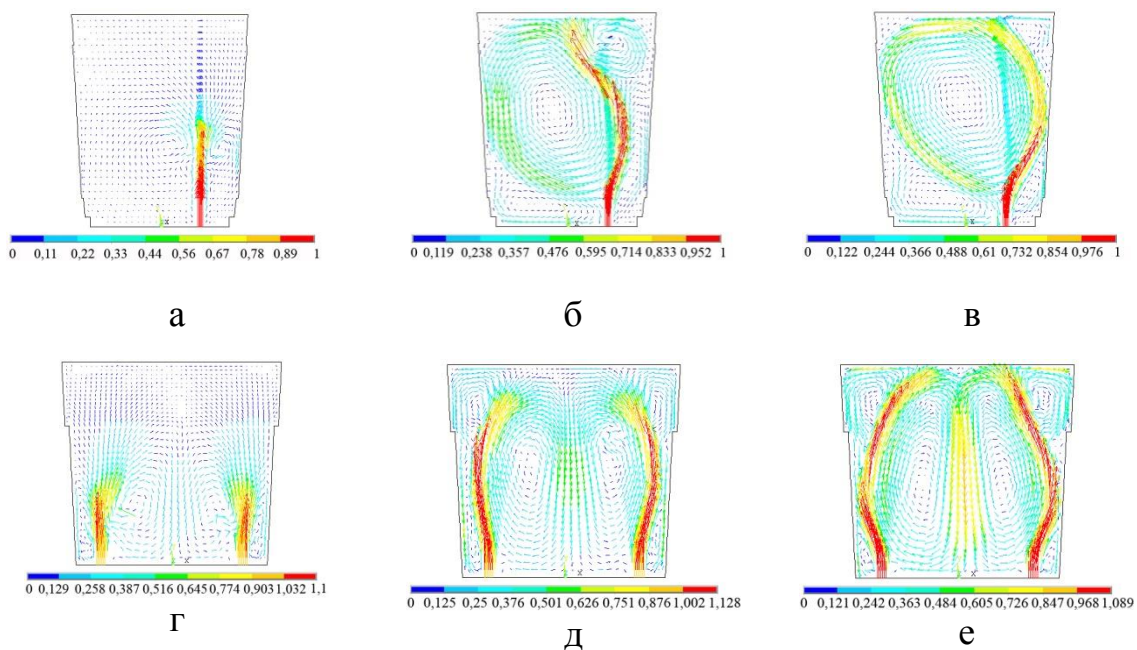 x
x
x
0 0,11 0,22 0,33 0,44 0,56 0,67 0,78 0,89 1
0 0,119 0,238 0,357 0,476 0,595 0,714 0,833 0,952 1
0 0,122 0,244 0,366 0,488 0,61 0,732 0,854 0,976 1
а
б
в
x
x
x
0 0,129 0,258 0,387 0,516 0,645 0,774 0,903 1,032 1,1
0 0,125 0,25 0,376 0,501 0,626 0,751 0,876 1,002 1,128
0 0,121 0,242 0,363 0,484 0,605 0,726 0,847 0,968 1,089
г
д
е